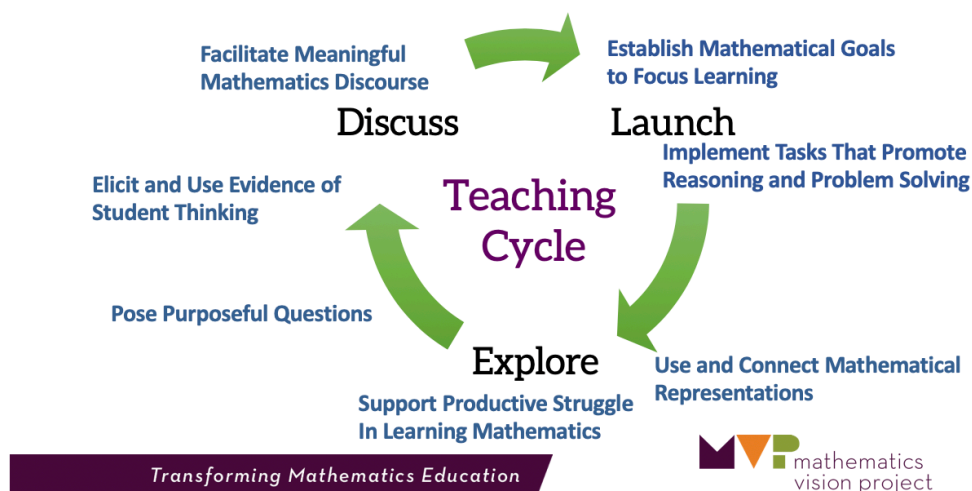 Facilitate Meaningful
Mathematics Discourse
Discuss
Establish Mathematical Goals
to Focus Learning
Launch
Implement Tasks That Promote
Reasoning and Problem Solving
Elicit and Use Evidence of
Student Thinking
Teaching
Cycle
Pose Purposeful Questions
Explore
Support Productive Struggle
In Learning Mathematics
Use and Connect Mathematical
Representations
Transforming Mathematics Education
MVP
mathematics
vision project